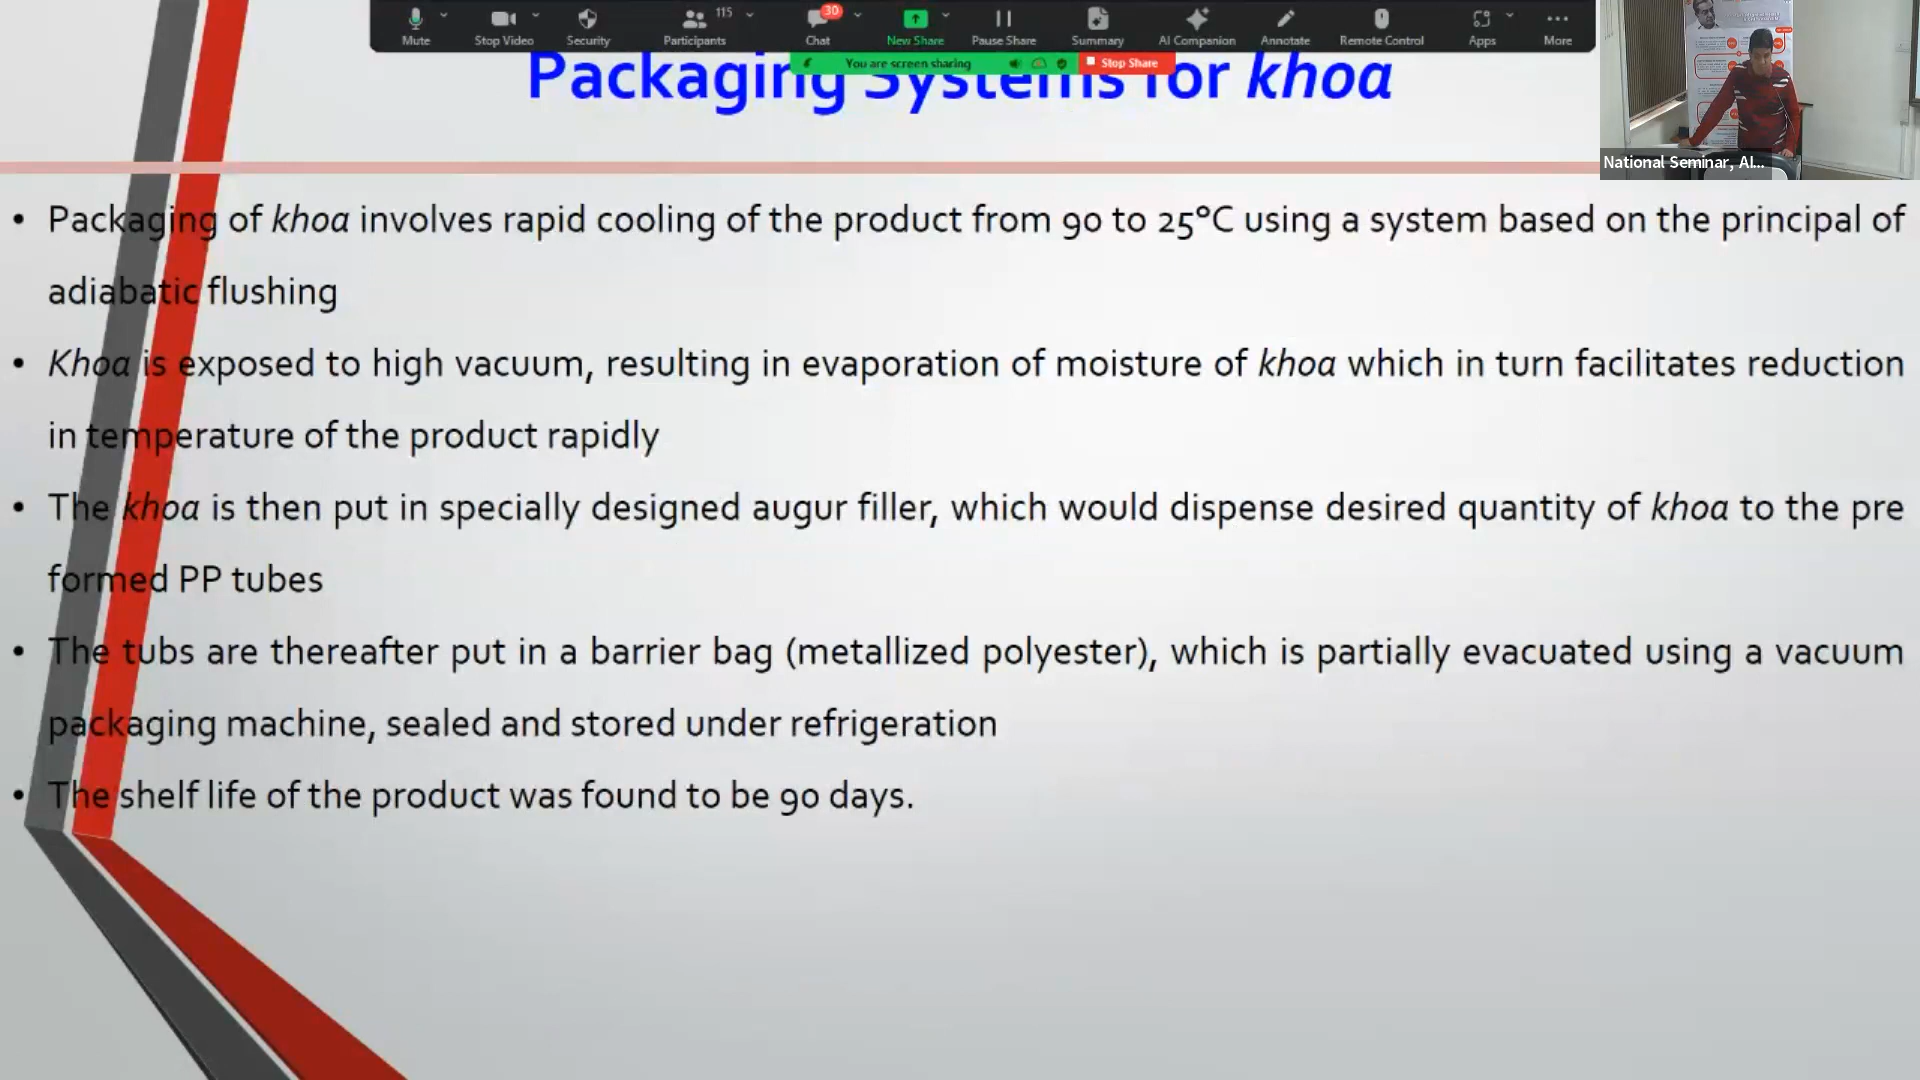 Mute
Stop Video
Security
Participants
115
Chat
30
New Share
Pause Share
Summary
AI Companion
Annotate
Remote Control
Apps
More
You are screen sharing
Stop Share
National Seminar, AI...
Packaging Systems for khoa
• Packaging of khoa involves rapid cooling of the product from 90 to 25°C using a system based on the principal of
adiabatic flushing
• Khoa is exposed to high vacuum, resulting in evaporation of moisture of khoa which in turn facilitates reduction
in temperature of the product rapidly
• The khoa is then put in specially designed augur filler, which would dispense desired quantity of khoa to the pre
formed PP tubes
• The tubs are thereafter put in a barrier bag (metallized polyester), which is partially evacuated using a vacuum
packaging machine, sealed and stored under refrigeration
• The shelf life of the product was found to be 90 days.